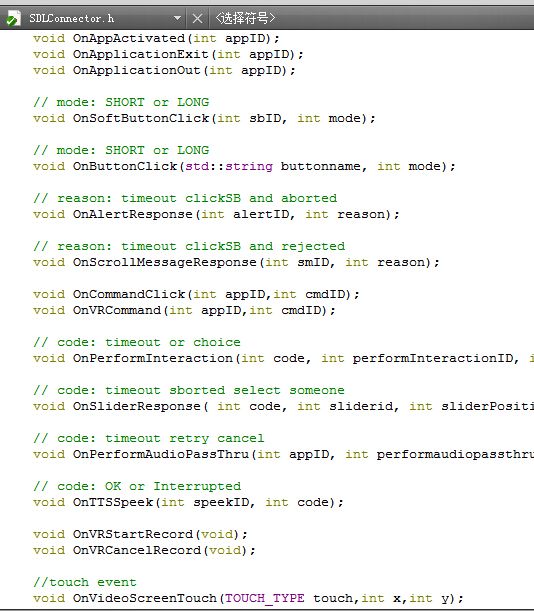 SDLConnector.h <选择符号>
void OnAppActivated(int appID);
void OnApplicationExit(int appID);
void OnApplicationOut(int appID);
// mode: SHORT or LONG
void OnSoftButtonClick(int sbID, int mode);
// mode: SHORT or LONG
void OnButtonClick(std::string buttonname, int mode);
// reason: timeout clickSB and aborted
void OnAlertResponse(int alertID, int reason);
// reason: timeout clickSB and rejected
void OnScrollMessageResponse(int smID, int reason);
void OnCommandClick(int appID,int cmdID);
void OnVRCommand(int appID,int cmdID);
// code: timeout or choice
void OnPerformInteraction(int code, int performInteractionID, i
// code: timeout sborted select someone
void OnSliderResponse( int code, int sliderid, int sliderPositi
// code: timeout retry cancel
void OnPerformAudioPassThru(int appID, int performaudiopassthru
// code: OK or Interrupted
void OnTTSSpeek(int speekID, int code);
void OnVRStartRecord(void);
void OnVRCancelRecord(void);
//touch event
void OnVideoScreenTouch(TOUCH_TYPE touch,int x,int y);